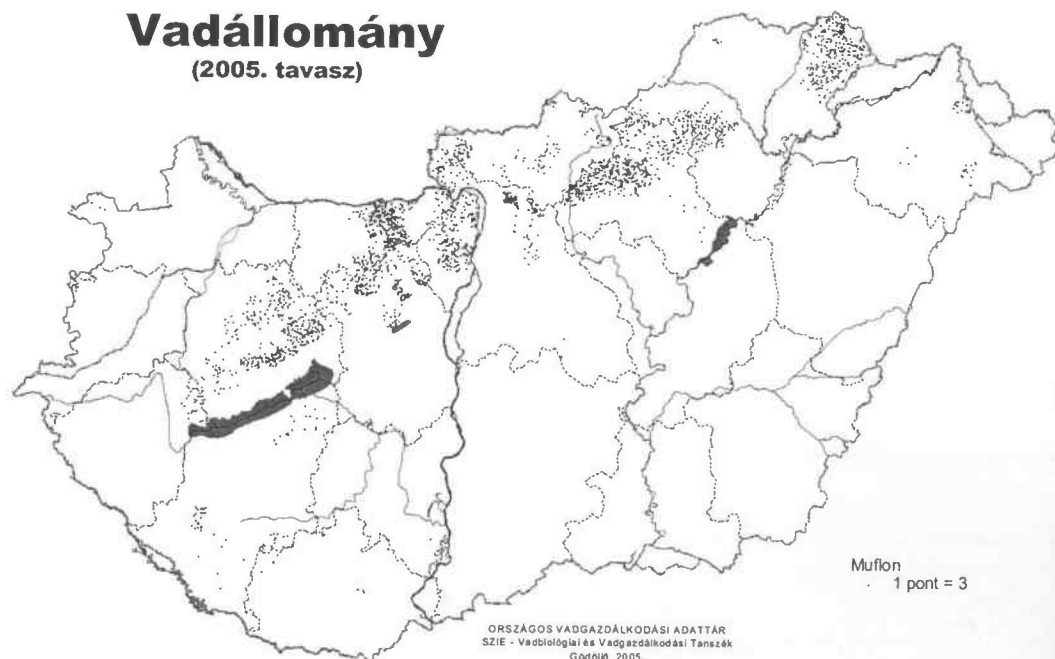 Vadállomány
(2005. tavasz)
Muflon
1 pont = 3
ORSZÁGOS VADGAZDÁLKODÁSI ADATTÁR
SZIE - Vadbiológiai és Vadgazdálkodási Tanszék
Gödöllő, 2005.